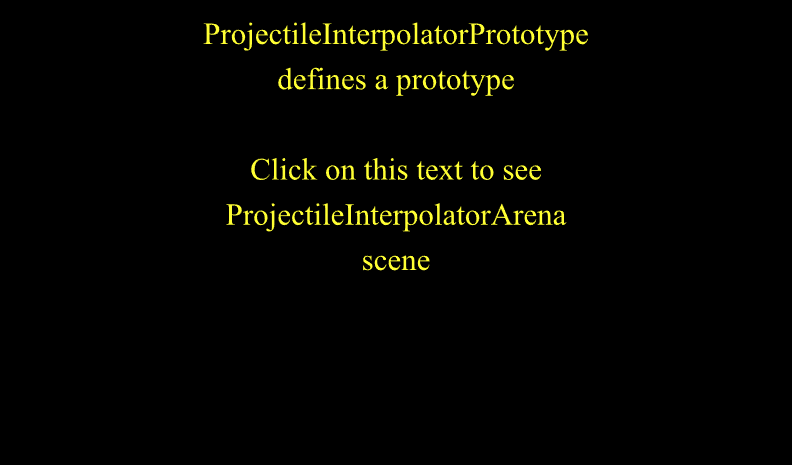 ProjectileInterpolatorPrototype
defines a prototype
Click on this text to see
ProjectileInterpolatorArena
scene